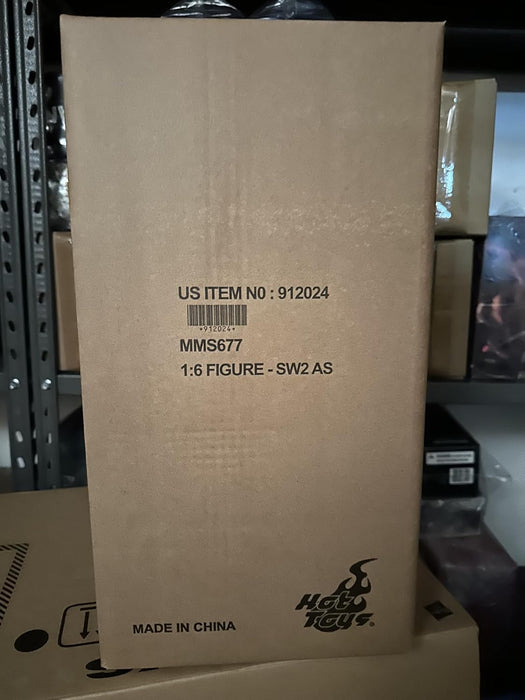 US ITEM N0 : 912024
*912024*
MMS677
1:6 FIGURE - SW2 AS
Hot
Toys.
MADE IN CHINA